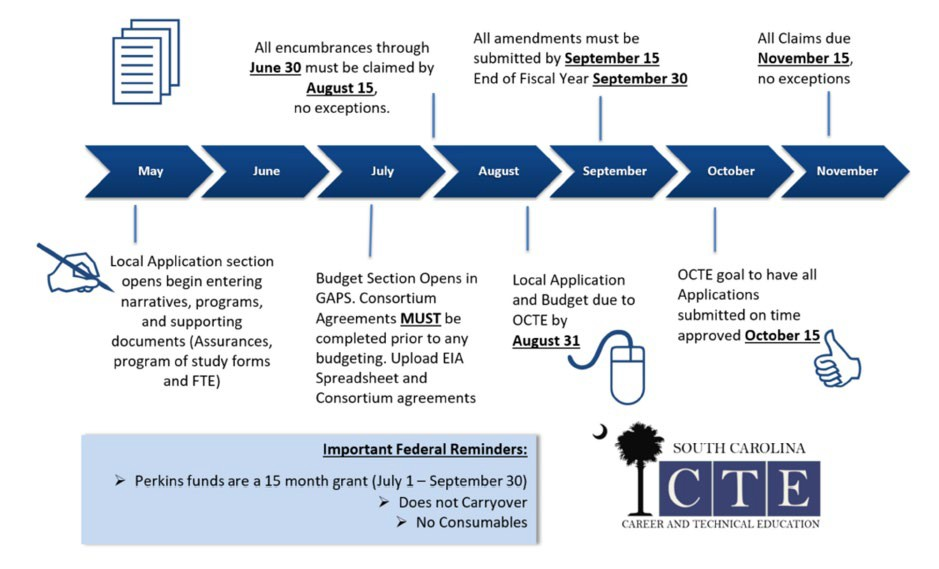 All encumbrances through
June 30 must be claimed by
August 15,
no exceptions.
All amendments must be
submitted by September 15
End of Fiscal Year September 30
All Claims due
November 15,
no exceptions
May
June
July
August
September
October
November
Local Application section
opens begin entering
narratives, programs,
and supporting
documents (Assurances,
program of study forms
and FTE)
Budget Section Opens in
GAPS. Consortium
Agreements MUST be
completed prior to any
budgeting. Upload EIA
Spreadsheet and
Consortium agreements
Local Application
and Budget due to
OCTE by
August 31
OCTE goal to have all
Applications
submitted on time
approved October 15
Important Federal Reminders:
➢ Perkins funds are a 15 month grant (July 1 – September 30)
➢ Does not Carryover
➢ No Consumables
SOUTH CAROLINA
CTE
CAREER AND TECHNICAL EDUCATION